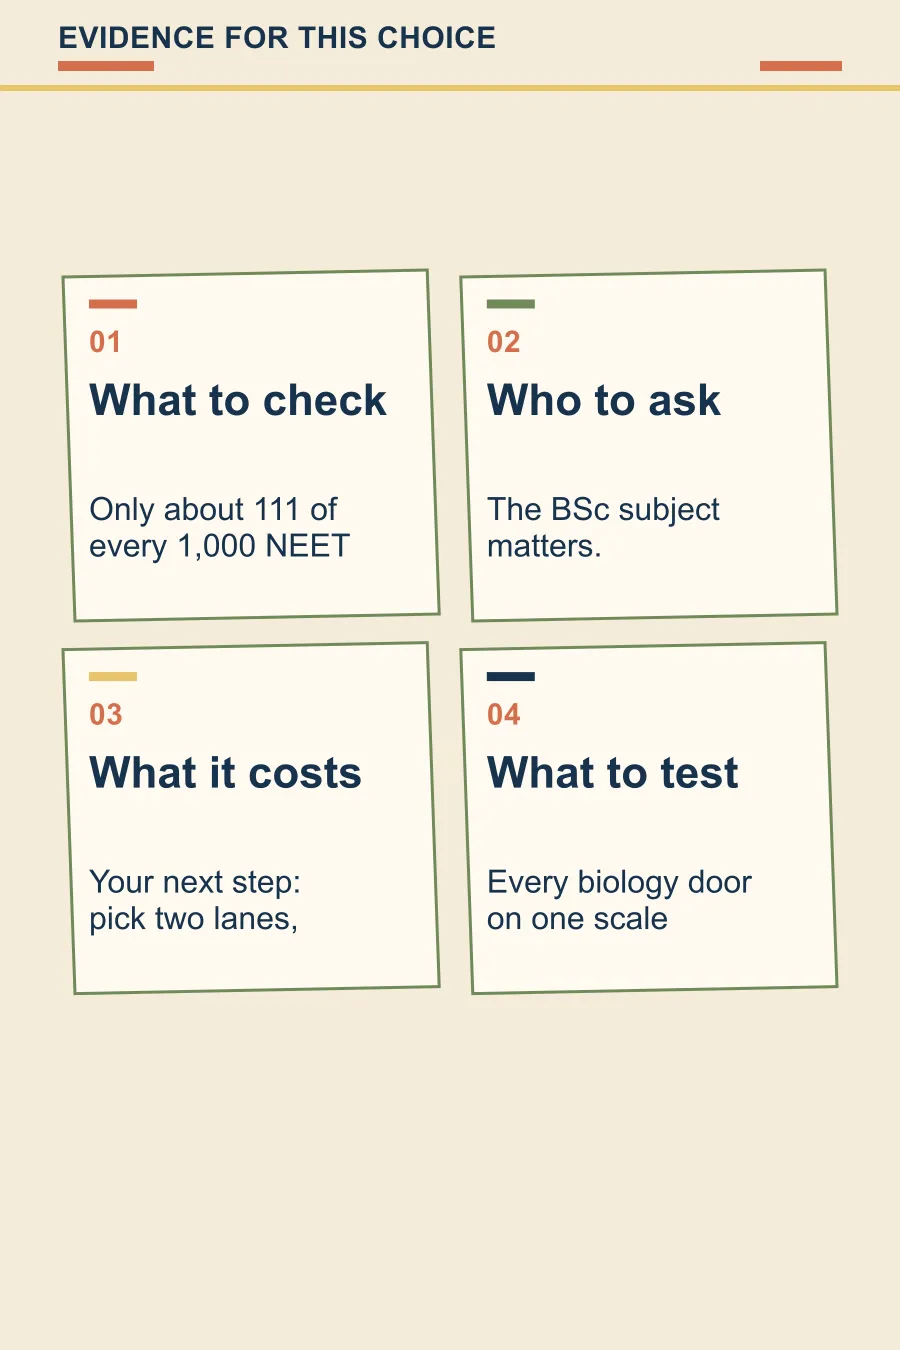 EVIDENCE FOR THIS CHOICE
01
What to check
Only about 111 of
every 1,000 NEET
02
Who to ask
The BSc subject
matters.
03
What it costs
Your next step:
pick two lanes,
04
What to test
Every biology door
on one scale